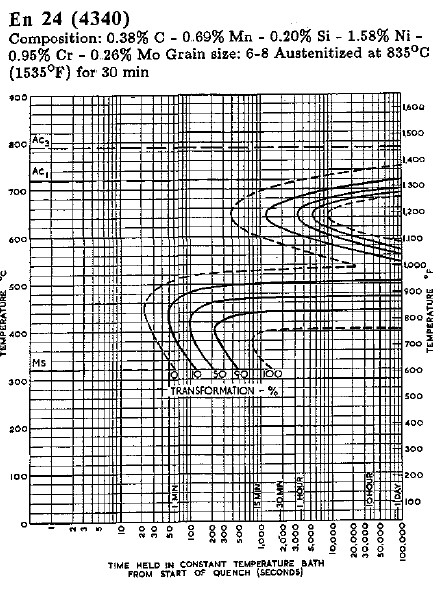 En 24 (4340)
Composition: 0.38% C - 0.69% Mn - 0.20% Si - 1.58% Ni -
0.95% Cr - 0.26% Mo Grain size: 6-8 Austenitized at 835°C
(1535°F) for 30 min
900
1,600
1,500
Ac3
800
1,400
Ac1
1,300
700
1,200
1,100
600
1,000
°C
°F
500
900
800
400
700
Ms
600
300
0 10 50 90 100
TRANSFORMATION - %
500
200
400
300
100
200
100
0
TEMPERATURE
TEMPERATURE
1 MIN
15 MIN
30 MIN
1 HOUR
10 HOUR
1 DAY
1
2
5
10
20
30
50
100
200
300
500
1,000
2,000
3,000
5,000
10,000
20,000
30,000
50,000
100,000
TIME HELD IN CONSTANT TEMPERATURE BATH
FROM START OF QUENCH (SECONDS)